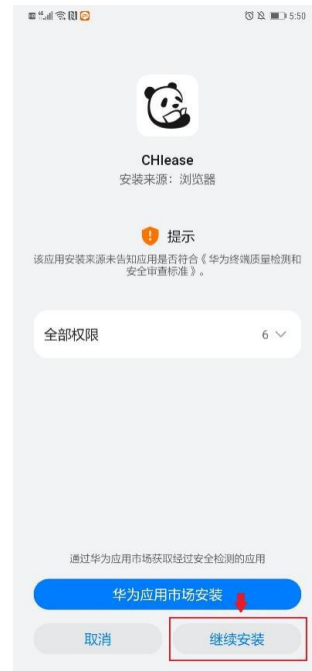 5:50
CHIease
安装来源：浏览器
提示
该应用安装来源未告知应用是否符合《华为终端质量检测和
安全审查标准》。
全部权限 6
通过华为应用市场获取经过安全检测的应用
华为应用市场安装
取消 继续安装